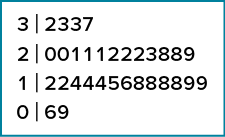 3 | 2337
2 | 001112223889
1 | 2244456888899
0 | 69